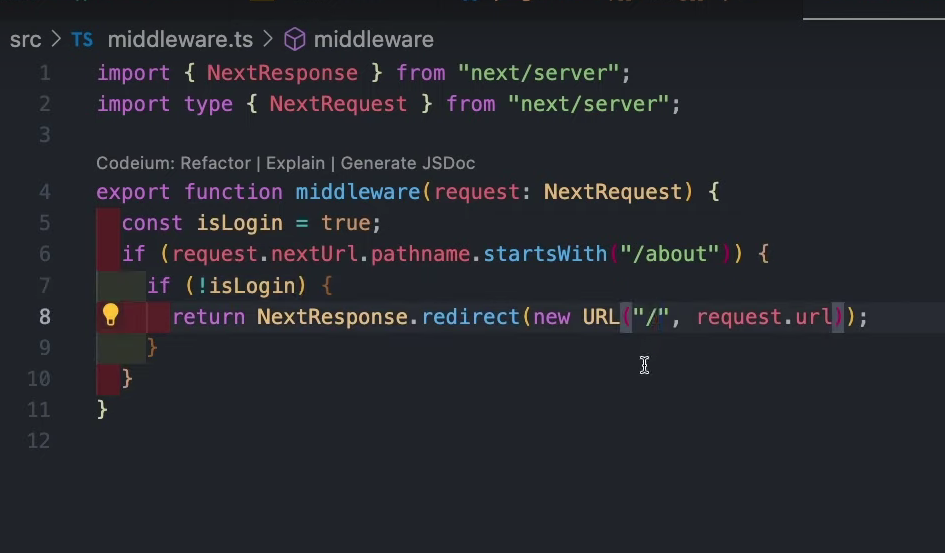 src > TS middleware.ts > middleware
1 import { NextResponse } from "next/server";
2 import type { NextRequest } from "next/server";
3
Codeium: Refactor | Explain | Generate JSDoc
4 export function middleware(request: NextRequest) {
5   const isLogin = true;
6   if (request.nextUrl.pathname.startsWith("/about")) {
7     if (!isLogin) {
8       return NextResponse.redirect(new URL("/", request.url));
9     }
10   }
11 }
12